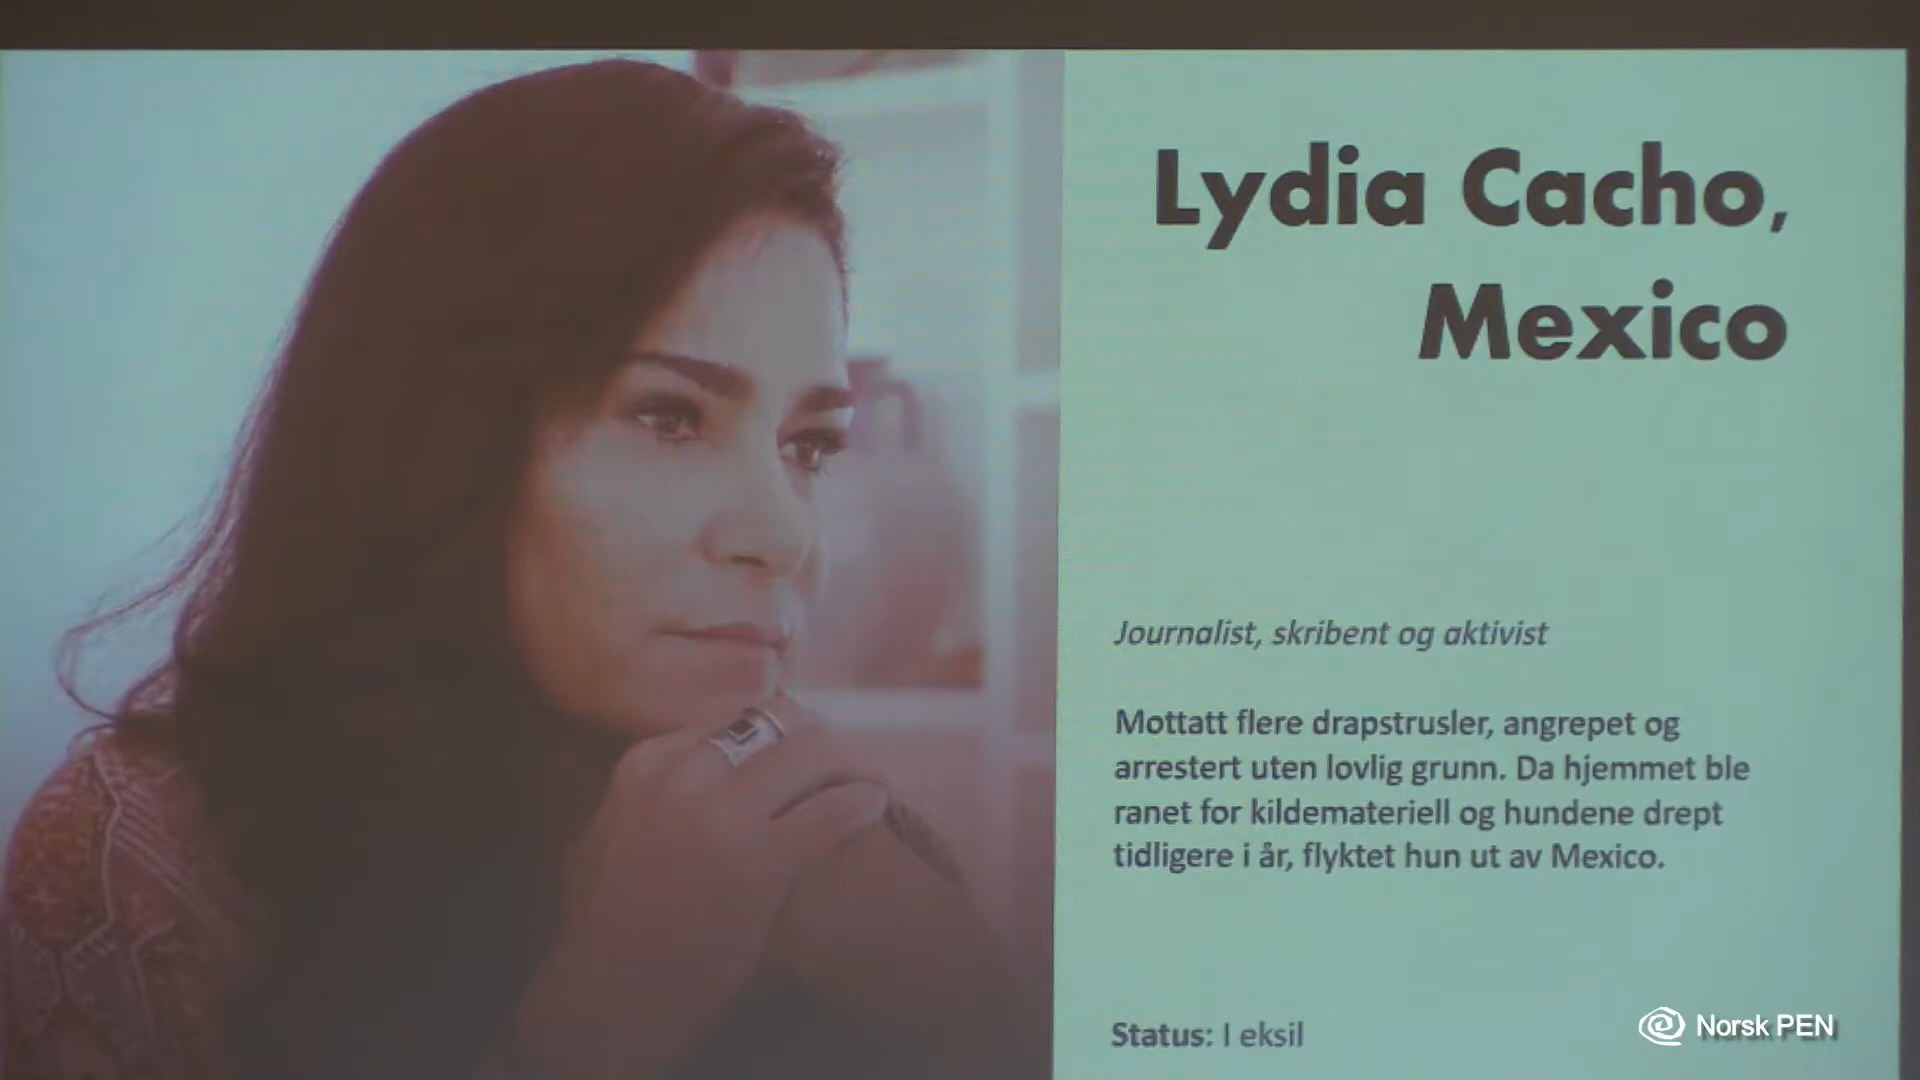 Lydia Cacho,
Mexico
Journalist, skribent og aktivist
Mottatt flere drapstrusler, angrepet og
arrestert uten lovlig grunn. Da hjemmet ble
ranet for kildemateriell og hundene drept
tidligere i år, flyktet hun ut av Mexico.
Status: I eksil
Norsk PEN